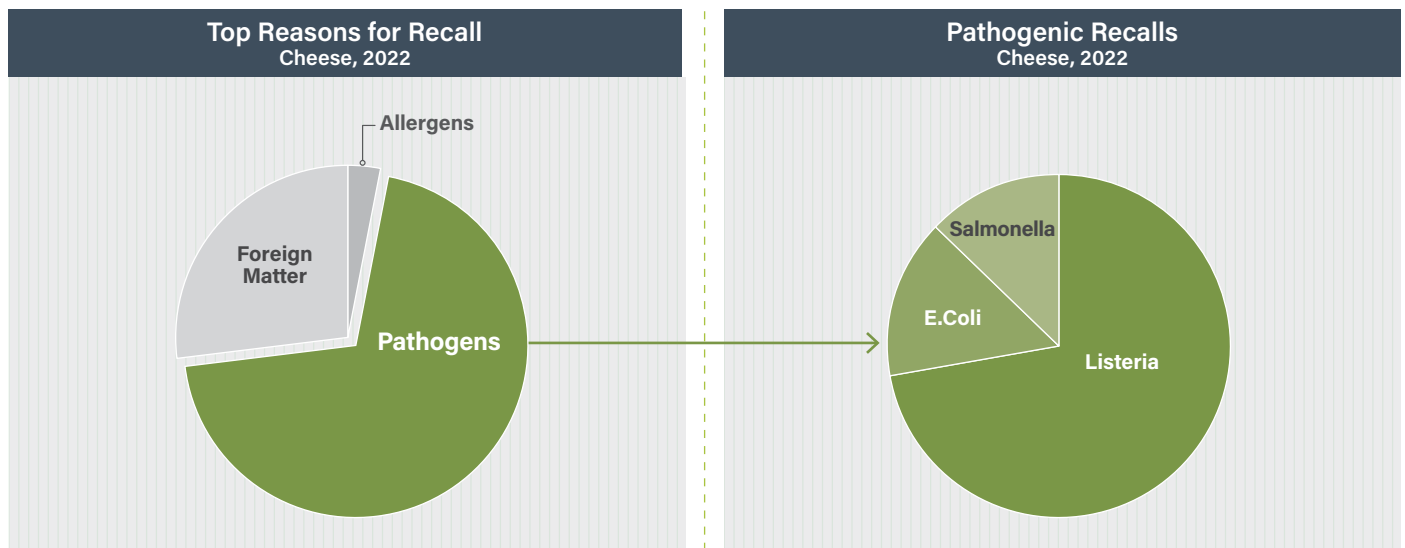 Top Reasons for Recall
Cheese, 2022
Allergens
Foreign
Matter
Pathogens
Pathogenic Recalls
Cheese, 2022
Salmonella
E.Coli
Listeria